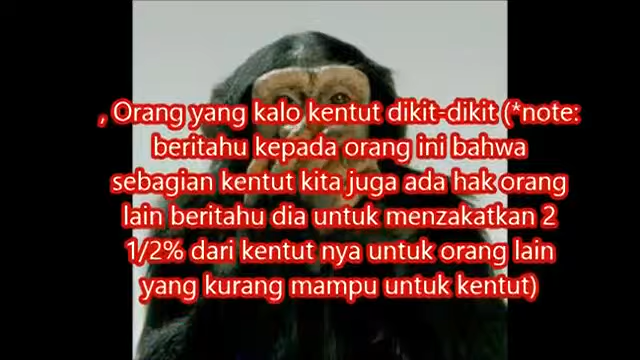 , Orang yang kalo kentut dikit-dikit (*note:
beritahu kepada orang ini bahwa
sebagian kentut kita juga ada hak orang
lain beritahu dia untuk menzakatkan 2
1/2% dari kentut nya untuk orang lain
yang kurang mampu untuk kentut)